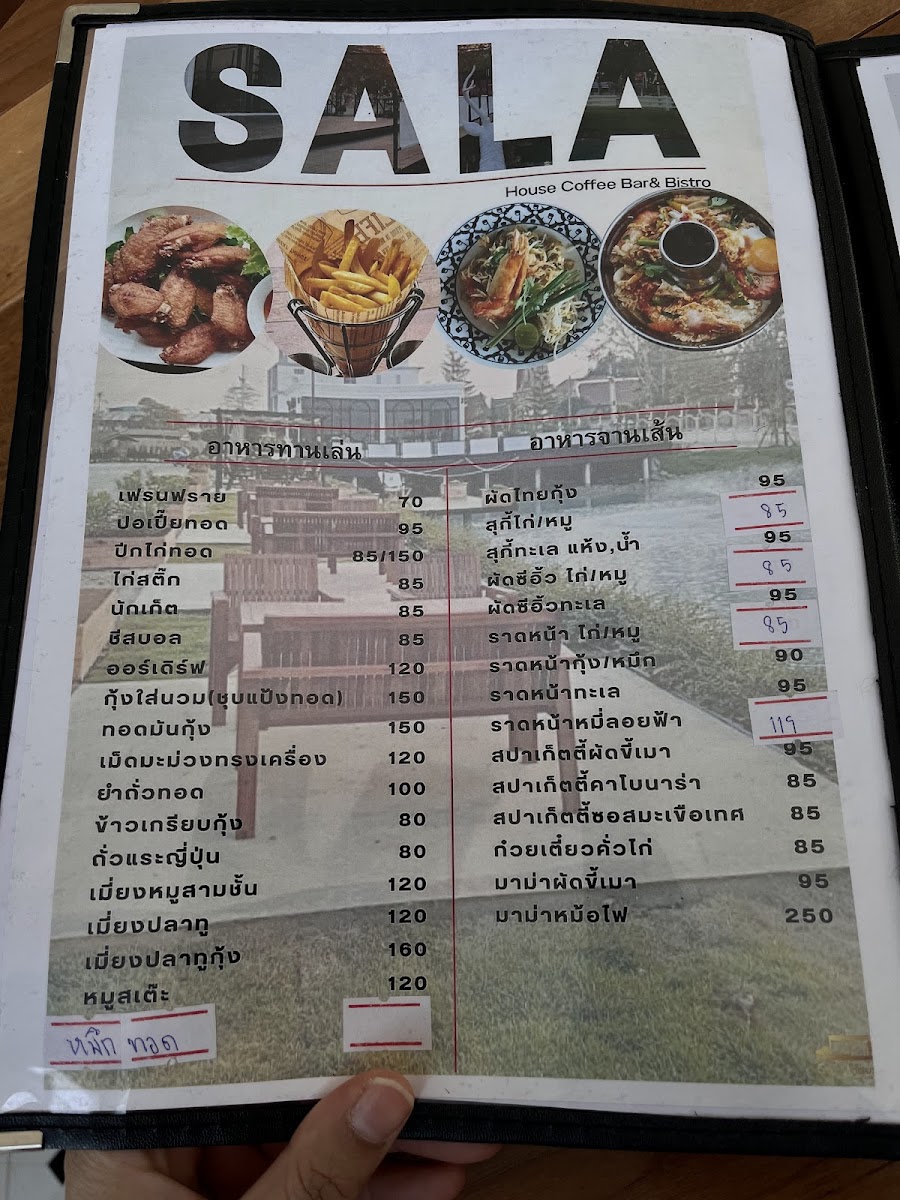 SALA
House Coffee Bar& Bistro
อาหารทานเล่น
เฟรนฟราย 70
ปอเปี๊ยทอด 95
ปีกไก่ทอด 85/150
ไก่สติ๊ก 85
นักเก็ต 85
ชีสบอล 85
ออร์เดิร์ฟ 120
กุ้งใส่นวม(ชุบแป้งทอด) 150
ทอดมันกุ้ง 150
เม็ดมะม่วงทรงเครื่อง 120
ยำถั่วทอด 100
ข้าวเกรียบกุ้ง 80
ถั่วแระญี่ปุ่น 80
เมี่ยงหมูสามชั้น 120
เมี่ยงปลาทู 120
เมี่ยงปลาทูกุ้ง 160
หมูสเต๊ะ 120
หมึก ทอด
อาหารจานเส้น
ผัดไทยกุ้ง 95
สุกี้ไก่/หมู 85
สุกี้ทะเล แห้ง,น้ำ 95
ผัดซีอิ้ว ไก่/หมู 85
ผัดซีอิ้วทะเล 95
ราดหน้า ไก่/หมู 85
ราดหน้ากุ้ง/หมึก 90
ราดหน้าทะเล 95
ราดหน้าหมี่ลอยฟ้า 119
สปาเก็ตตี้ผัดขี้เมา 95
สปาเก็ตตี้คาโบนาร่า 85
สปาเก็ตตี้ซอสมะเขือเทศ 85
ก๋วยเตี๋ยวคั่วไก่ 85
มาม่าผัดขี้เมา 95
มาม่าหม้อไฟ 250